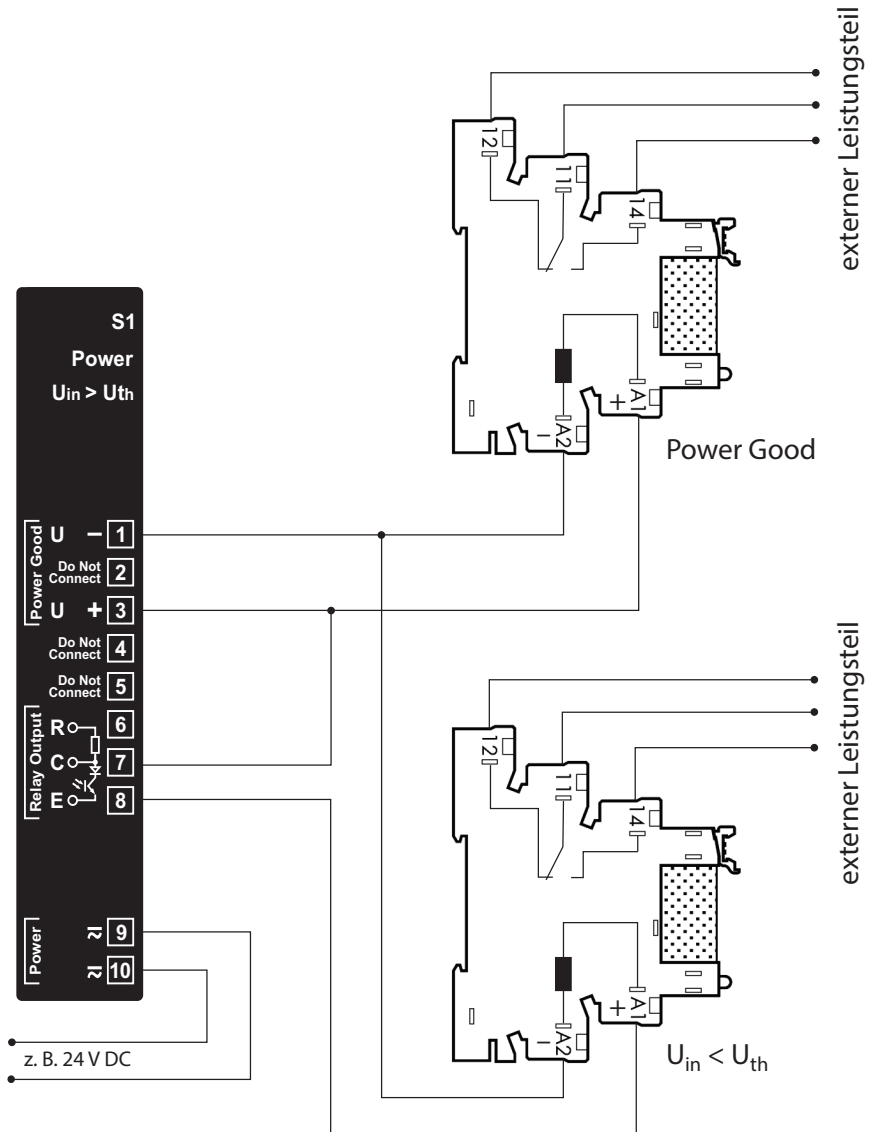 externer Leistungsteil
12
11
14
+ A1
− A2
Power Good
S1
Power
Uin > Uth
Power Good
U − 1
Do Not
Connect 2
U + 3
Do Not
Connect 4
Do Not
Connect 5
Relay Output
R 6
C 7
E 8
Power
9
10
z. B. 24 V DC
externer Leistungsteil
12
11
14
+ A1
− A2
Uin < Uth